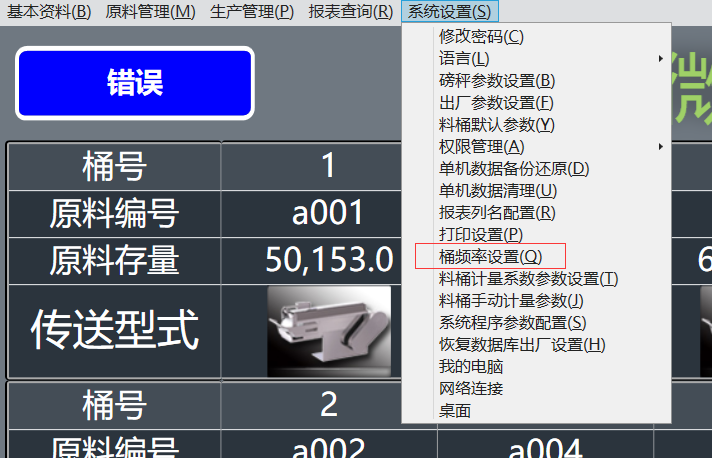 基本资料(B) 原料管理(M) 生产管理(P) 报表查询(R) 系统设置(S)
修改密码(C)
语言(L)
磅秤参数设置(B)
出厂参数设置(F)
料桶默认参数(Y)
权限管理(A)
单机数据备份还原(D)
单机数据清理(U)
报表列名配置(R)
打印设置(P)
桶频率设置(Q)
料桶计量系数参数设置(T)
料桶手动计量参数(J)
系统程序参数配置(S)
恢复数据库出厂设置(H)
我的电脑
网络连接
桌面
错误
桶号 1
原料编号 a001
原料存量 50,153.0 6
传送型式
桶号 2
原料编号 a002 a004